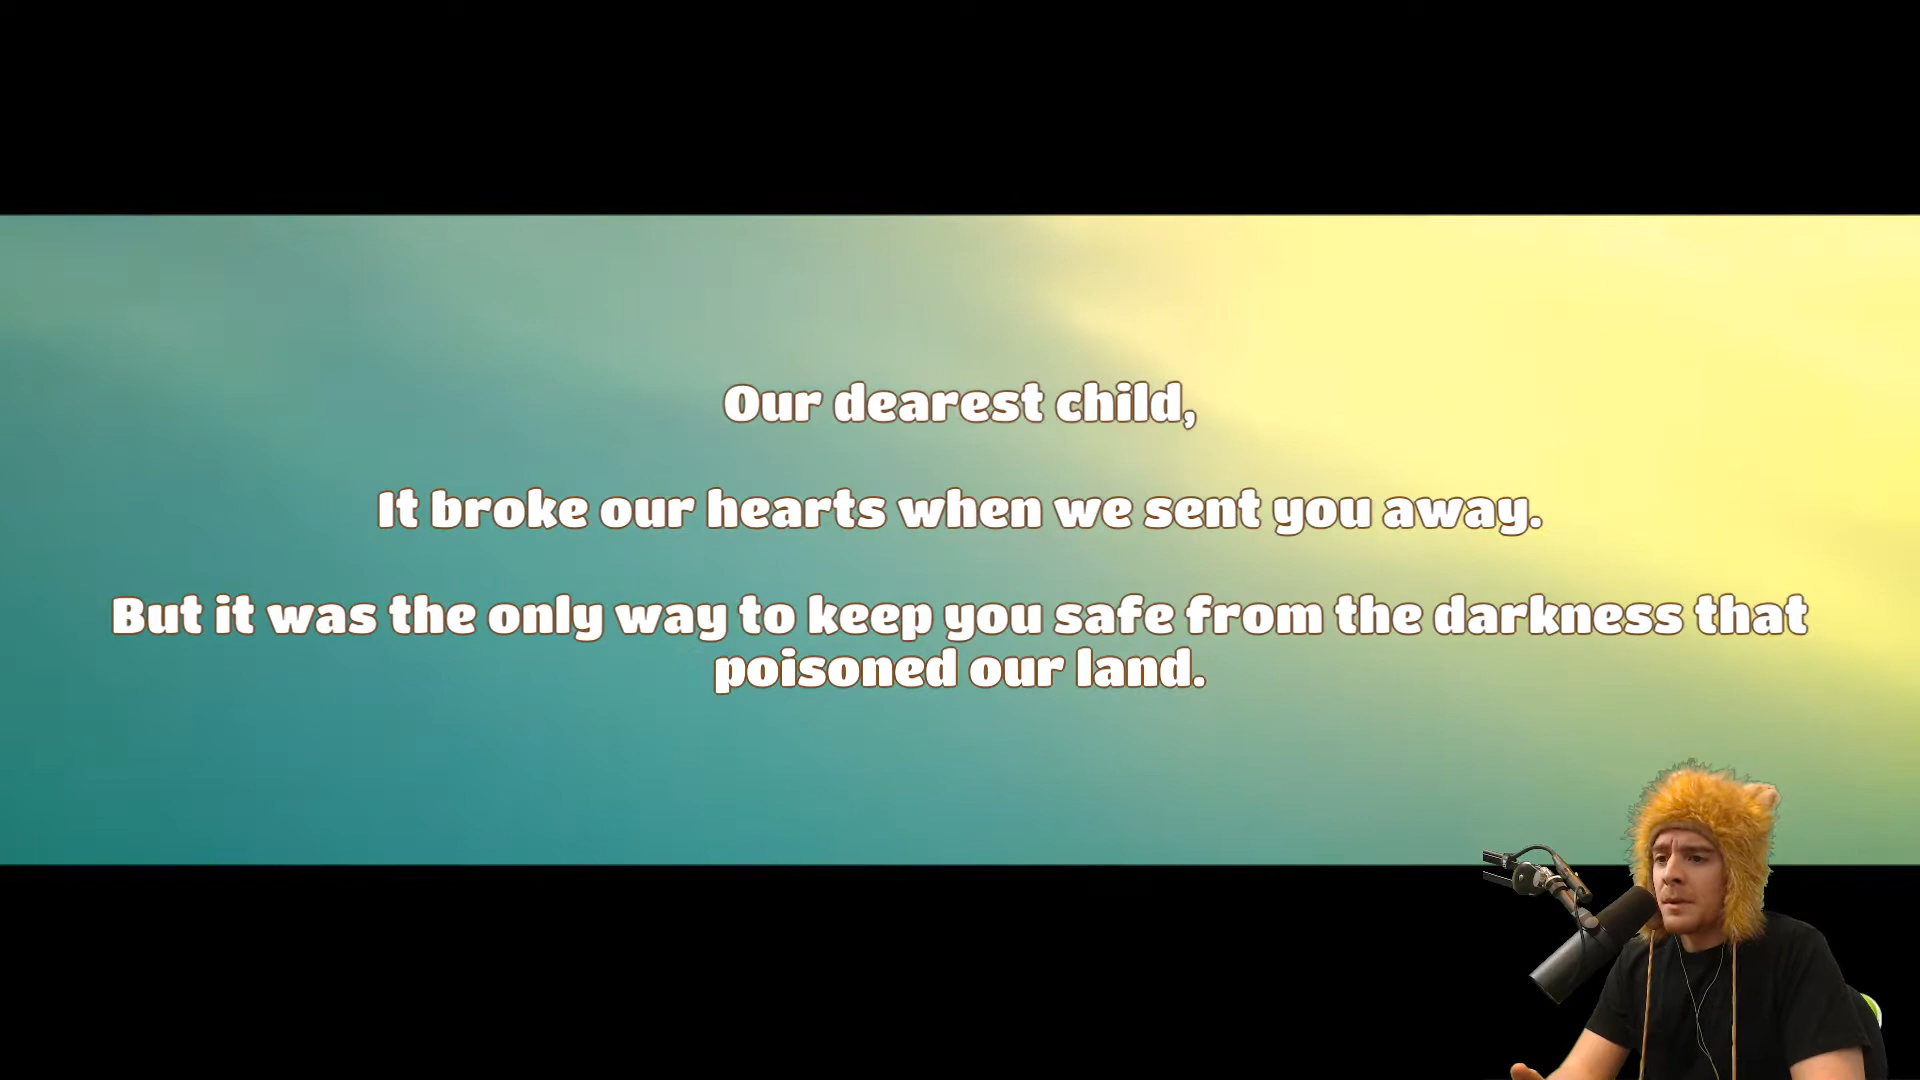 Our dearest child,
It broke our hearts when we sent you away.
But it was the only way to keep you safe from the darkness that
poisoned our land.